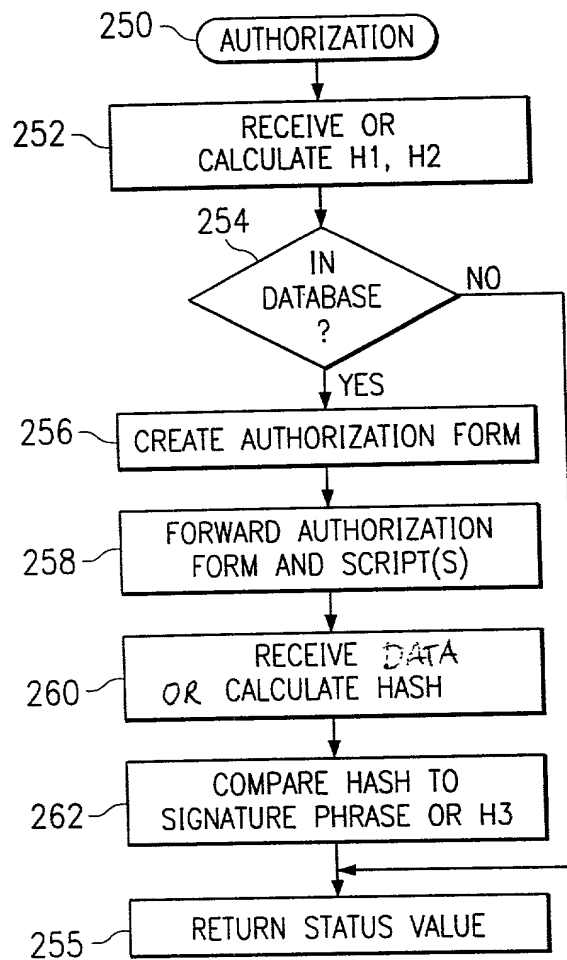 250
AUTHORIZATION
252
RECEIVE OR
CALCULATE H1, H2
254
IN
DATABASE
?
NO
YES
256
CREATE AUTHORIZATION FORM
258
FORWARD AUTHORIZATION
FORM AND SCRIPT(S)
260
RECEIVE DATA
OR CALCULATE HASH
262
COMPARE HASH TO
SIGNATURE PHRASE OR H3
255
RETURN STATUS VALUE